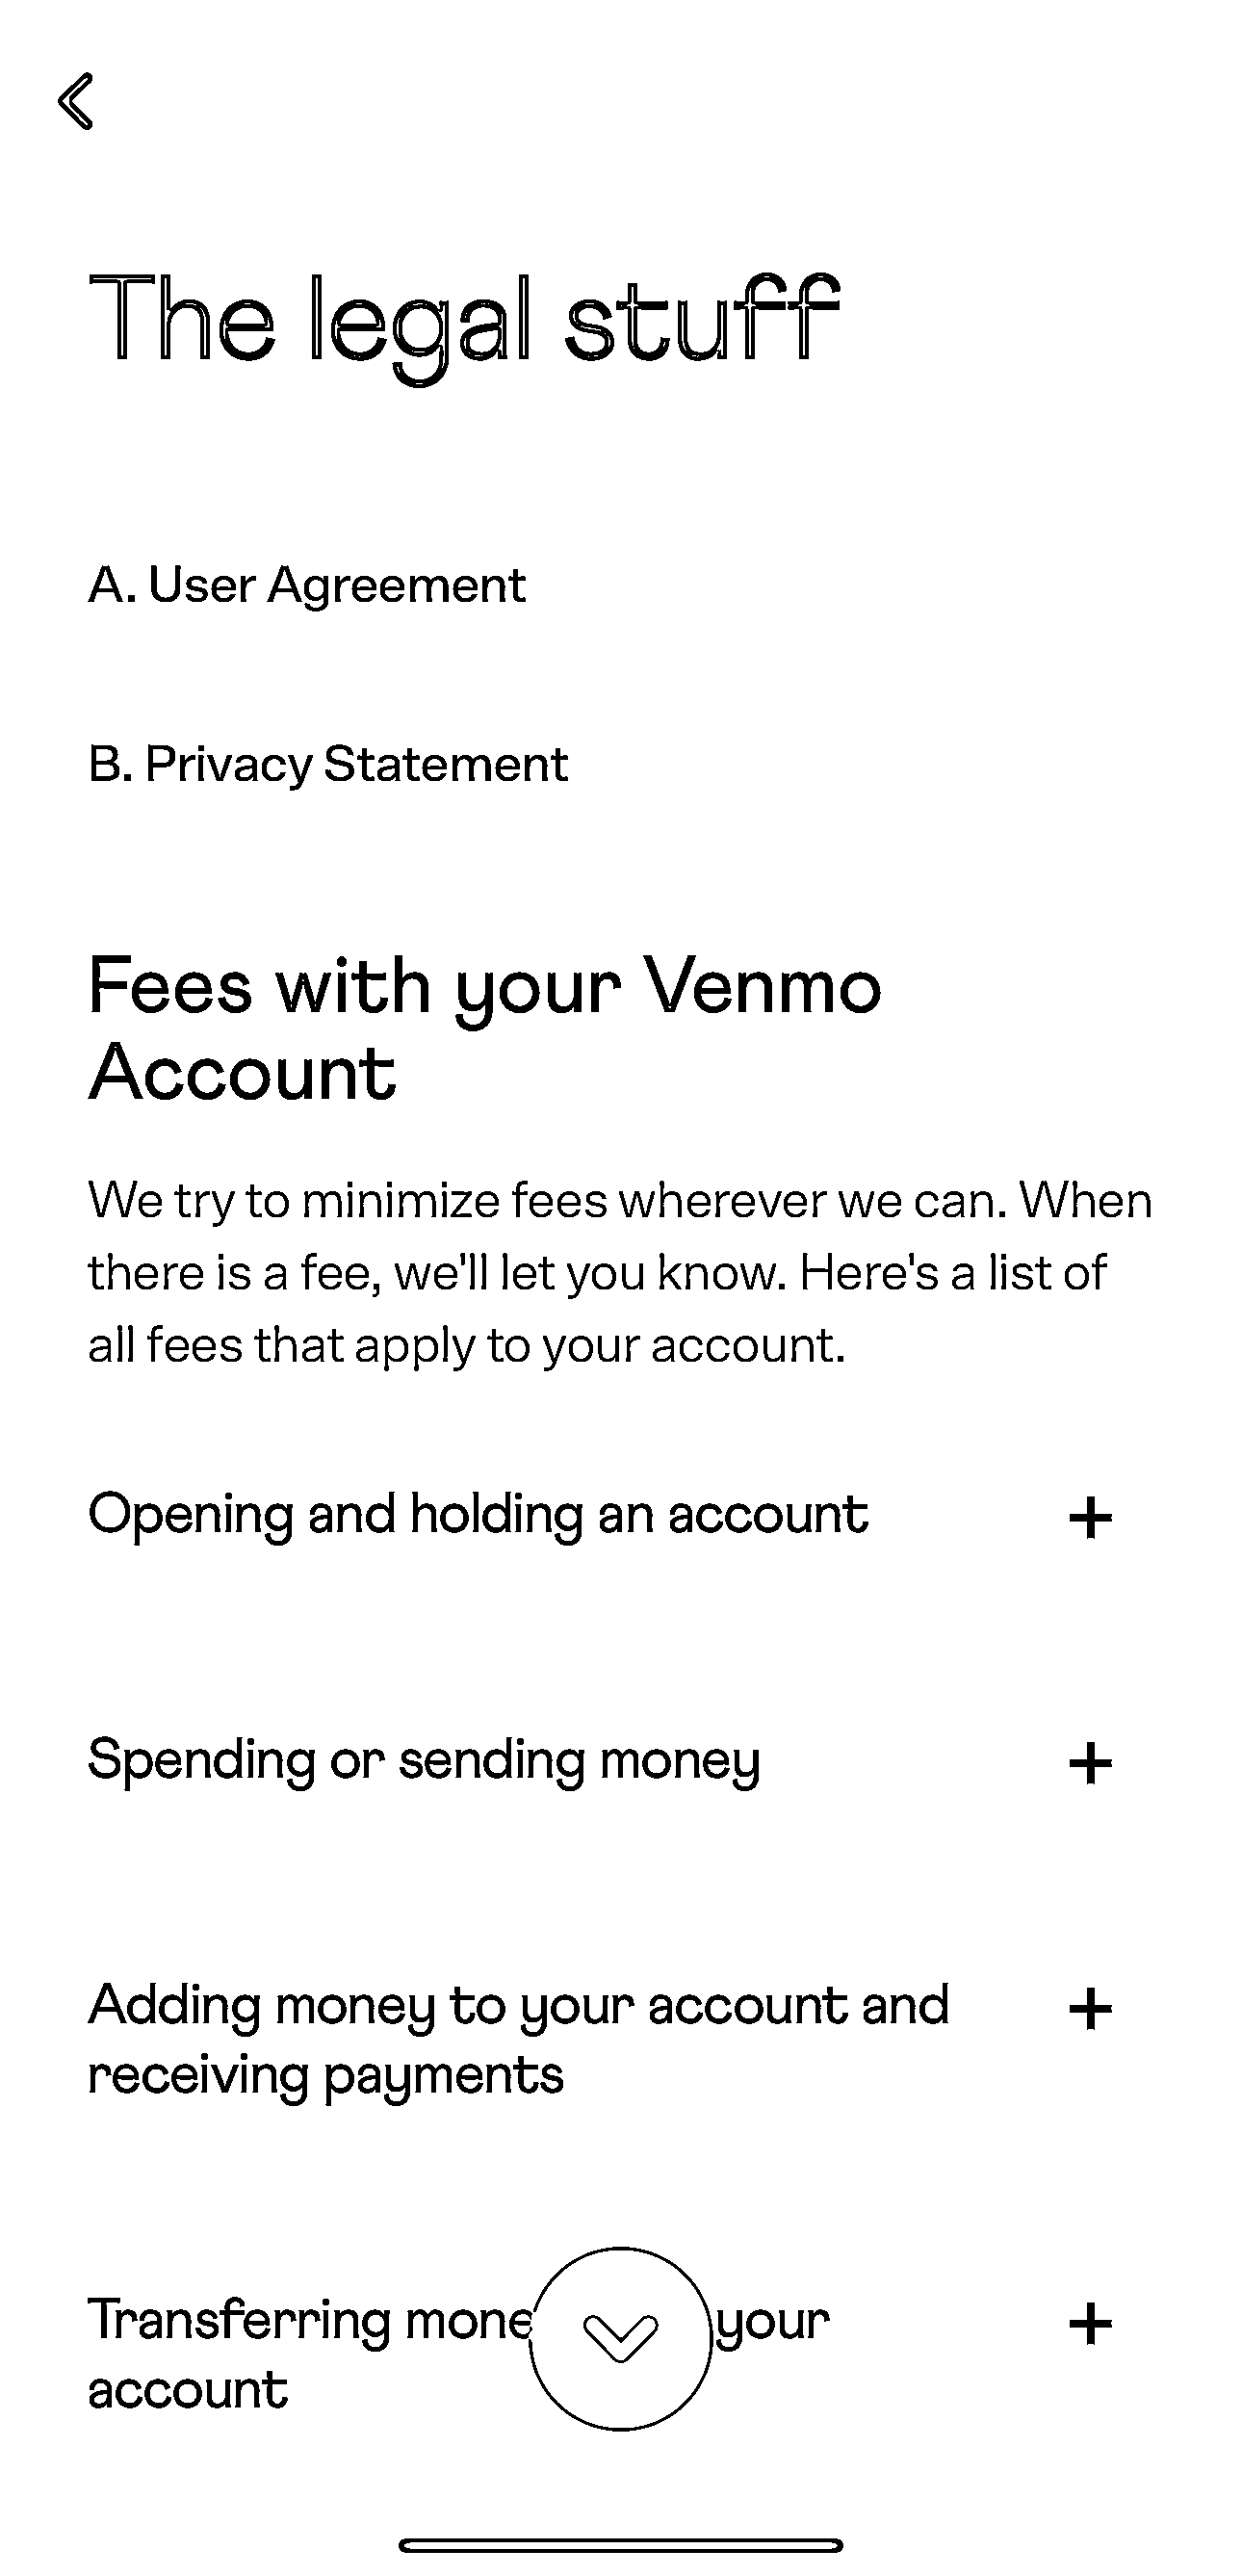 The legal stuff
A. User Agreement
B. Privacy Statement
Fees with your Venmo
Account
We try to minimize fees wherever we can. When
there is a fee, we'll let you know. Here's a list of
all fees that apply to your account.
Opening and holding an account
Spending or sending money
Adding money to your account and
receiving payments
Transferring your
account